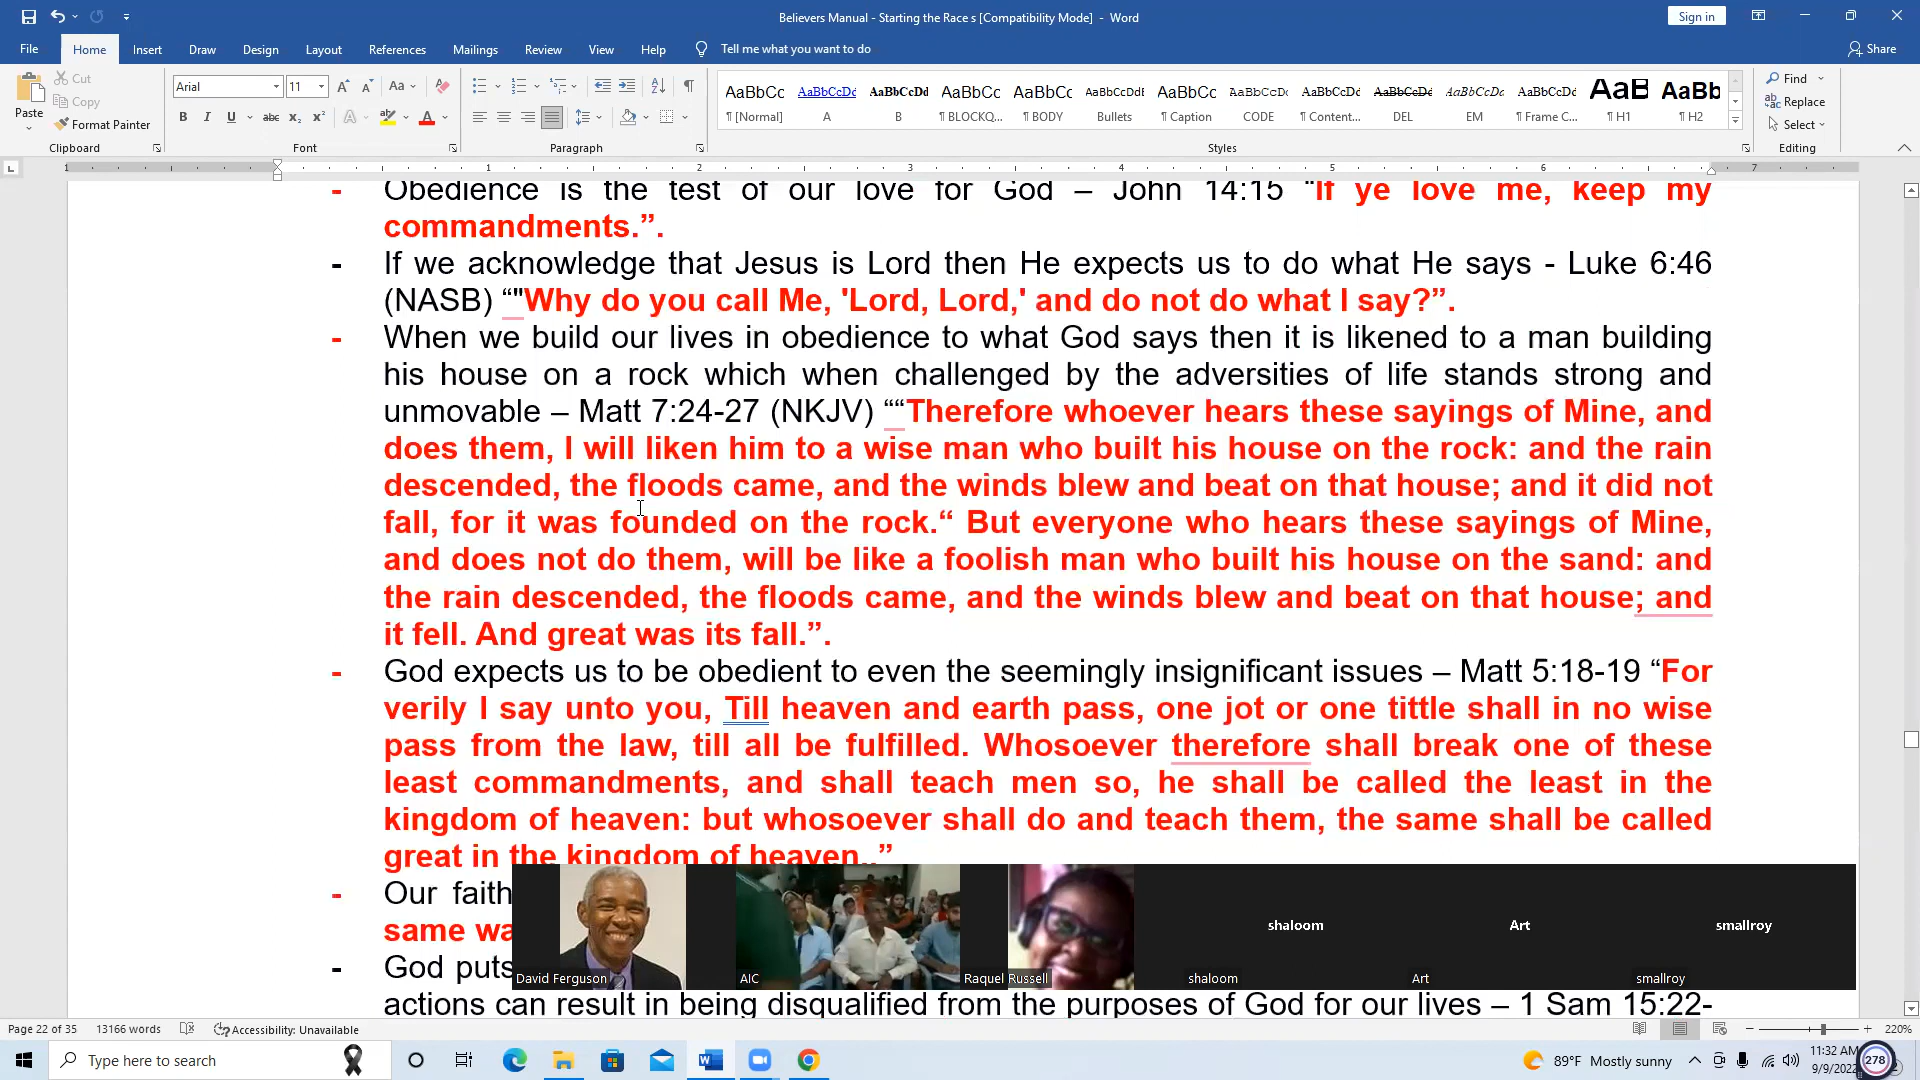 Believers Manual - Starting the Race s [Compatibility Mode] - Word
Sign in
File Home Insert Draw Design Layout References Mailings Review View Help Tell me what you want to do
Share
Paste
Cut
Copy
Format Painter
Clipboard
Arial 11
Font
Paragraph
AaBbCc AaBbCcDc AaBbCcDd AaBbCc AaBbCc AaBbCcDdE AaBbCc AaBbCcDc AaBbCcDd AaBbCcDd AaBbCcDc AaBbCcDd AaB AaBb
¶ [Normal] A B ¶ BLOCKQ... ¶ BODY Bullets ¶ Caption CODE ¶ Content... DEL EM ¶ Frame C... ¶ H1 ¶ H2
Styles
Find
Replace
Select
Editing
1 1 2 3 4 5 6 7
- Obedience is the test of our love for God – John 14:15 “If ye love me, keep my
commandments.”.
- If we acknowledge that Jesus is Lord then He expects us to do what He says - Luke 6:46
(NASB) “"Why do you call Me, 'Lord, Lord,' and do not do what I say?”.
- When we build our lives in obedience to what God says then it is likened to a man building
his house on a rock which when challenged by the adversities of life stands strong and
unmovable – Matt 7:24-27 (NKJV) ““Therefore whoever hears these sayings of Mine, and
does them, I will liken him to a wise man who built his house on the rock: and the rain
descended, the floods came, and the winds blew and beat on that house; and it did not
fall, for it was founded on the rock.“ But everyone who hears these sayings of Mine,
and does not do them, will be like a foolish man who built his house on the sand: and
the rain descended, the floods came, and the winds blew and beat on that house; and
it fell. And great was its fall.”.
- God expects us to be obedient to even the seemingly insignificant issues – Matt 5:18-19 “For
verily I say unto you, Till heaven and earth pass, one jot or one tittle shall in no wise
pass from the law, till all be fulfilled. Whosoever therefore shall break one of these
least commandments, and shall teach men so, he shall be called the least in the
kingdom of heaven: but whosoever shall do and teach them, the same shall be called
great in the kingdom of heaven..”
- Our faith
same wa
- God puts
actions can result in being disqualified from the purposes of God for our lives – 1 Sam 15:22-
shaloom Art smallroy
David Ferguson AIC Raquel Russell shaloom Art smallroy
Page 22 of 35 13166 words Accessibility: Unavailable 220%
Type here to search
89°F Mostly sunny
11:32 AM
9/9/2022
278